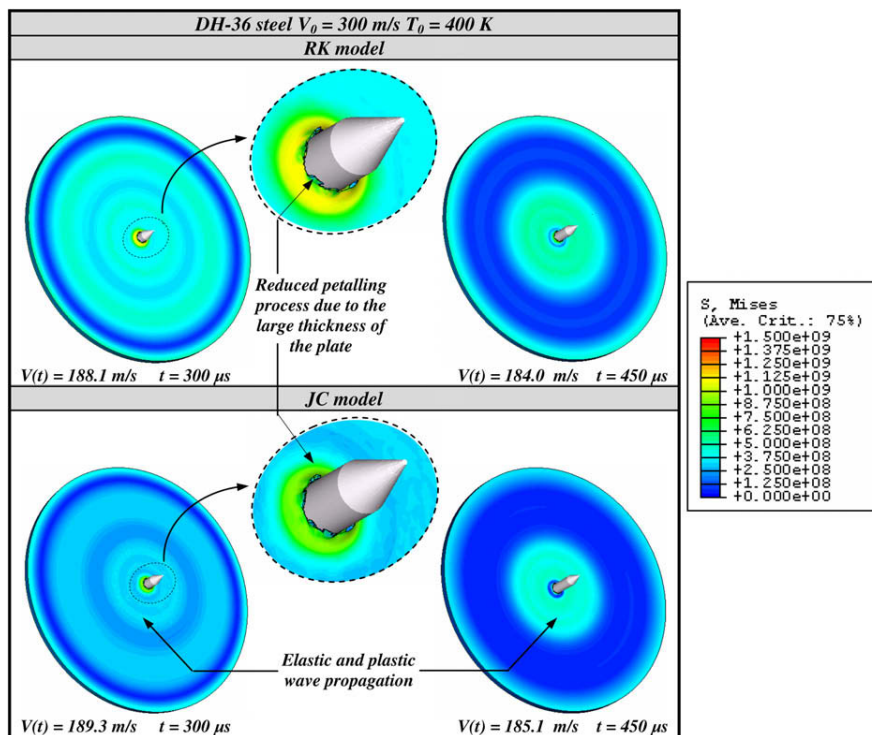 DH-36 steel V₀ = 300 m/s T₀ = 400 K
RK model
Reduced petalling
process due to the
large thickness of
the plate
V(t) = 188.1 m/s t = 300 μs
V(t) = 184.0 m/s t = 450 μs
JC model
Elastic and plastic
wave propagation
V(t) = 189.3 m/s t = 300 μs
V(t) = 185.1 m/s t = 450 μs
S, Mises
(Ave. Crit.: 75%)
+1.500e+09
+1.375e+09
+1.250e+09
+1.125e+09
+1.000e+09
+8.750e+08
+7.500e+08
+6.250e+08
+5.000e+08
+3.750e+08
+2.500e+08
+1.250e+08
+0.000e+00